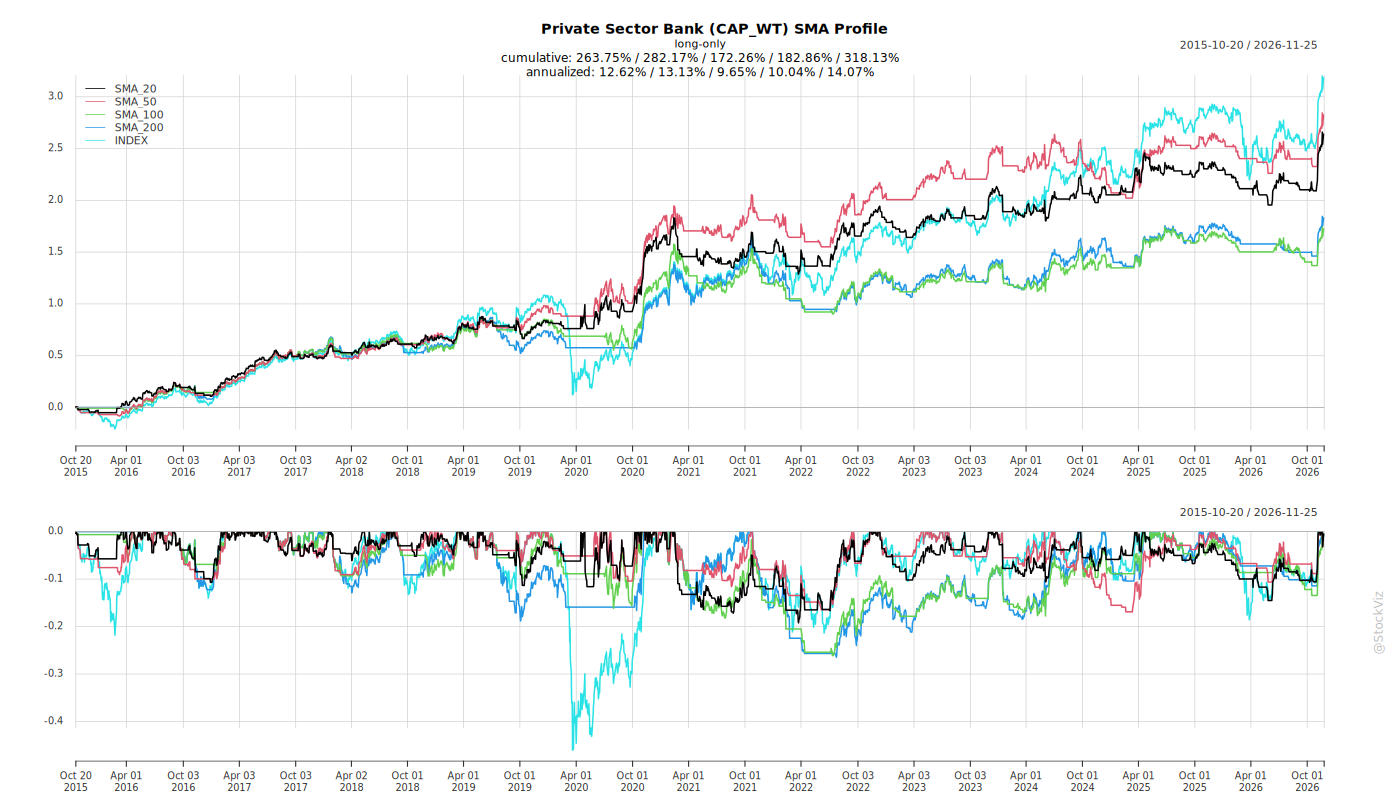 Private Sector Bank (CAP_WT) SMA Profile
long-only
2015-10-20 / 2026-11-25
cumulative: 263.75% / 282.17% / 172.26% / 182.86% / 318.13%
annualized: 12.62% / 13.13% / 9.65% / 10.04% / 14.07%
SMA_20
SMA_50
SMA_100
SMA_200
INDEX
3.0
2.5
2.0
1.5
1.0
0.5
0.0
Oct 20 Apr 01 Oct 03 Apr 03 Oct 03 Apr 02 Oct 01 Apr 01 Oct 01 Apr 01 Oct 01 Apr 01 Oct 01 Apr 01 Oct 03 Apr 03 Oct 03 Apr 01 Oct 01 Apr 01 Oct 01 Apr 01 Oct 01
2015 2016 2016 2017 2017 2018 2018 2019 2019 2020 2020 2021 2021 2022 2022 2023 2023 2024 2024 2025 2025 2026 2026
2015-10-20 / 2026-11-25
0.0
-0.1
-0.2
-0.3
-0.4
Oct 20 Apr 01 Oct 03 Apr 03 Oct 03 Apr 02 Oct 01 Apr 01 Oct 01 Apr 01 Oct 01 Apr 01 Oct 01 Apr 01 Oct 03 Apr 03 Oct 03 Apr 01 Oct 01 Apr 01 Oct 01 Apr 01 Oct 01
2015 2016 2016 2017 2017 2018 2018 2019 2019 2020 2020 2021 2021 2022 2022 2023 2023 2024 2024 2025 2025 2026 2026
@StockViz